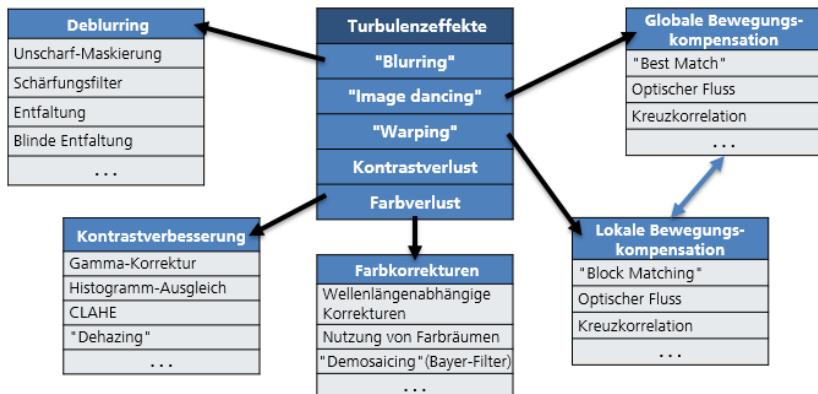 Deblurring
Unscharf-Maskierung
Schärfungsfilter
Entfaltung
Blinde Entfaltung
. . .
Turbulenzeffekte
"Blurring"
"Image dancing"
"Warping"
Kontrastverlust
Farbverlust
Globale Bewegungs-
kompensation
"Best Match"
Optischer Fluss
Kreuzkorrelation
. . .
Kontrastverbesserung
Gamma-Korrektur
Histogramm-Ausgleich
CLAHE
"Dehazing"
. . .
Farbkorrekturen
Wellenlängenabhängige
Korrekturen
Nutzung von Farbräumen
"Demosaicing"(Bayer-Filter)
. . .
Lokale Bewegungs-
kompensation
"Block Matching"
Optischer Fluss
Kreuzkorrelation
. . .